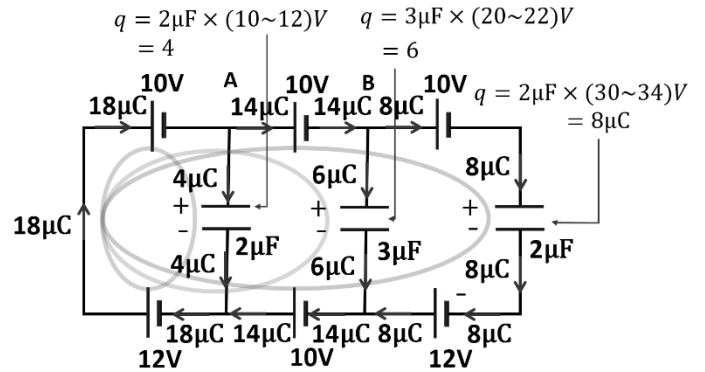 q = 2μF × (10~12)V
= 4
q = 3μF × (20~22)V
= 6
q = 2μF × (30~34)V
= 8μC
10V
A
10V
B
10V
18μC
14μC
14μC
8μC
18μC
4μC
+
-
2μF
4μC
6μC
+
-
3μF
6μC
8μC
+
-
2μF
8μC
-
18μC
14μC
14μC
8μC
8μC
12V
10V
12V